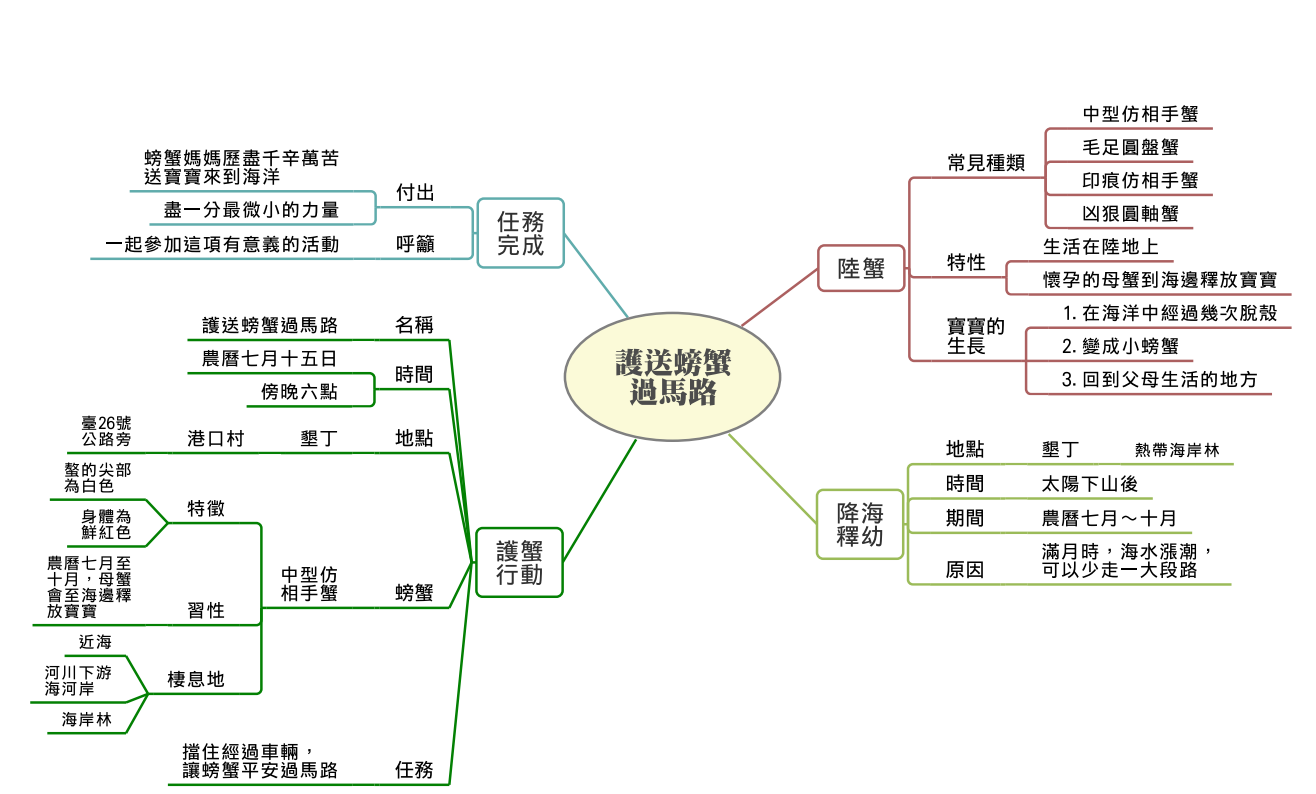 護送螃蟹
過馬路
陸蟹
常見種類
中型仿相手蟹
毛足圓盤蟹
印痕仿相手蟹
凶狠圓軸蟹
特性
生活在陸地上
懷孕的母蟹到海邊釋放寶寶
寶寶的
生長
1. 在海洋中經過幾次脫殼
2. 變成小螃蟹
3. 回到父母生活的地方
降海
釋幼
地點
墾丁
熱帶海岸林
時間
太陽下山後
期間
農曆七月～十月
原因
滿月時，海水漲潮，
可以少走一大段路
護蟹
行動
名稱
護送螃蟹過馬路
時間
農曆七月十五日
傍晚六點
地點
墾丁
港口村
臺26號
公路旁
螃蟹
中型仿
相手蟹
特徵
螯的尖部
為白色
身體為
鮮紅色
習性
農曆七月至
十月，母蟹
會至海邊釋
放寶寶
棲息地
近海
河川下游
海河岸
海岸林
任務
擋住經過車輛，
讓螃蟹平安過馬路
任務
完成
付出
螃蟹媽媽歷盡千辛萬苦
送寶寶來到海洋
盡一分最微小的力量
呼籲
一起參加這項有意義的活動